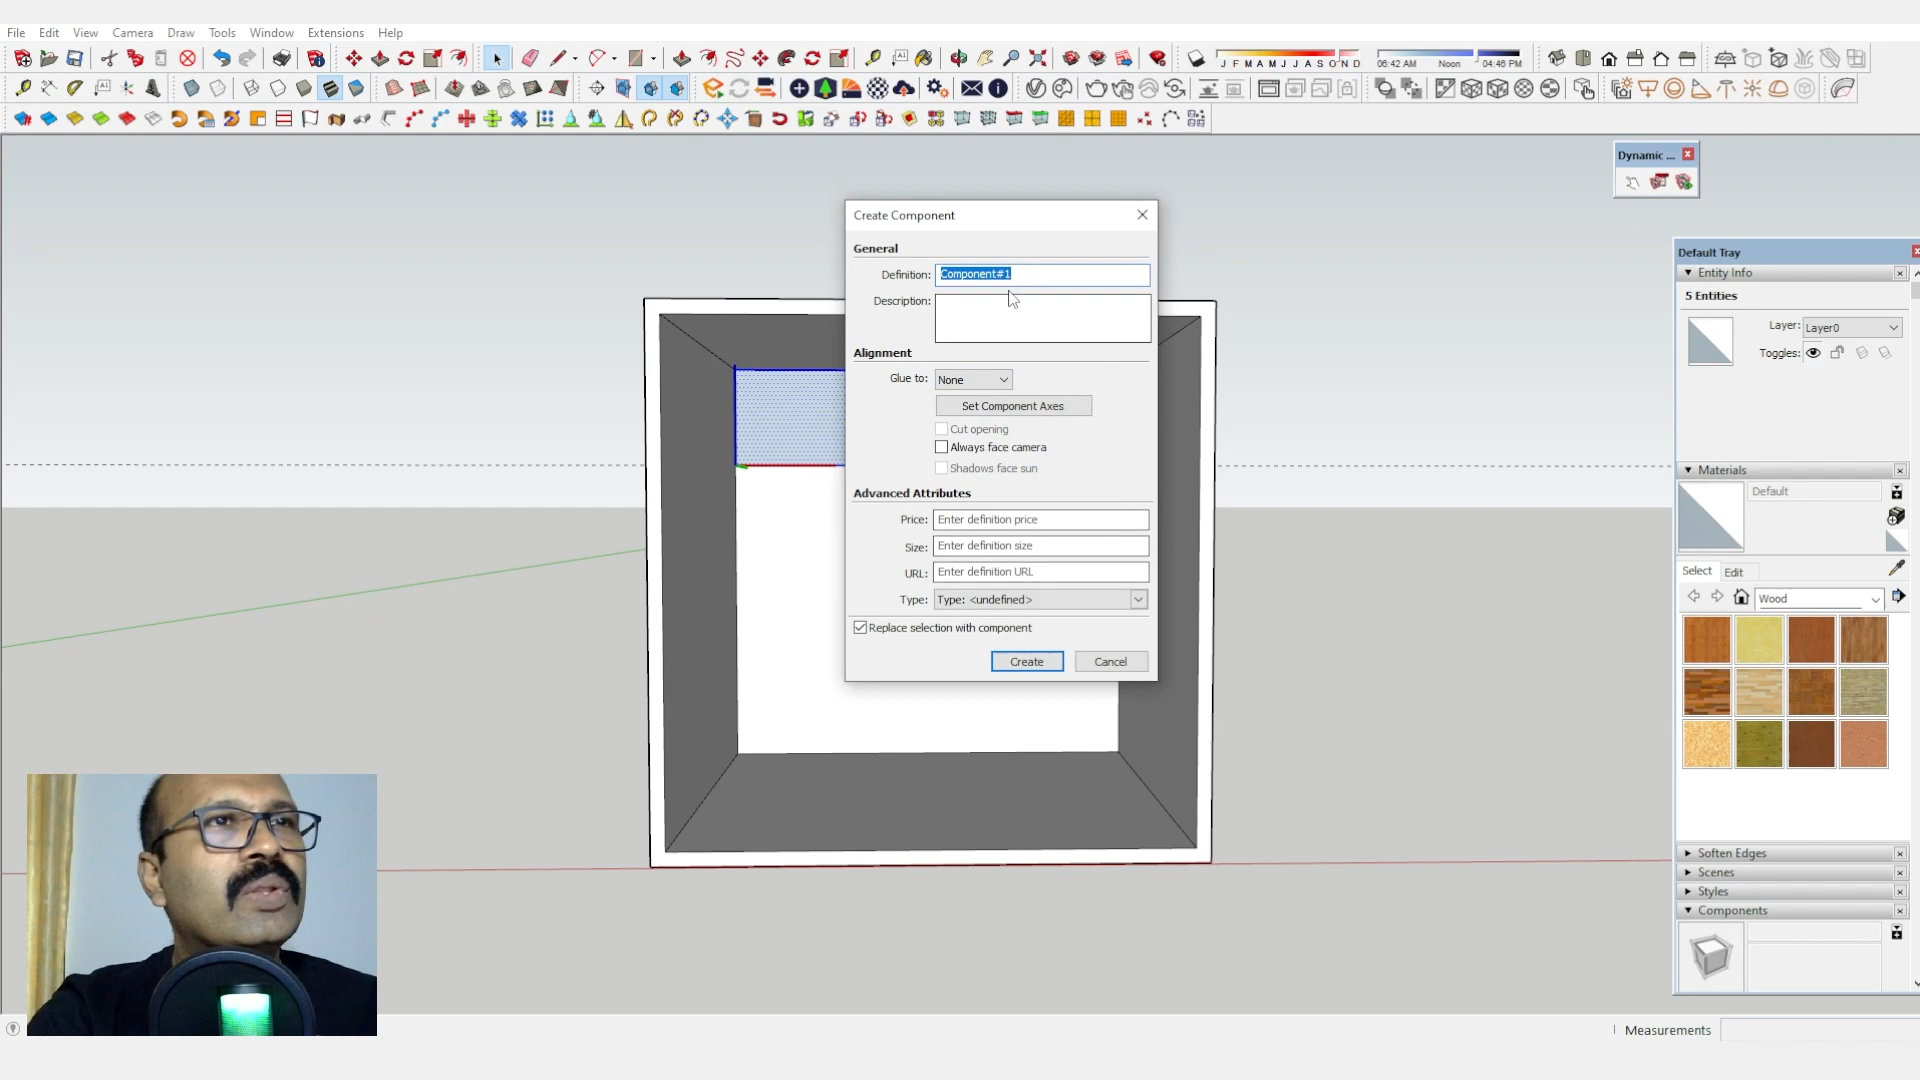 File Edit View Camera Draw Tools Window Extensions Help
J F M A M J J A S O N D 06:42 AM Noon 04:46 PM
Dynamic ...
Create Component
General
Definition: Component#1
Description:
Alignment
Glue to: None
Set Component Axes
Cut opening
Always face camera
Shadows face sun
Advanced Attributes
Price: Enter definition price
Size: Enter definition size
URL: Enter definition URL
Type: Type: <undefined>
Replace selection with component
Create Cancel
Default Tray
Entity Info
5 Entities
Layer: Layer0
Toggles:
Materials
Default
Select Edit
Wood
Soften Edges
Scenes
Styles
Components
Measurements